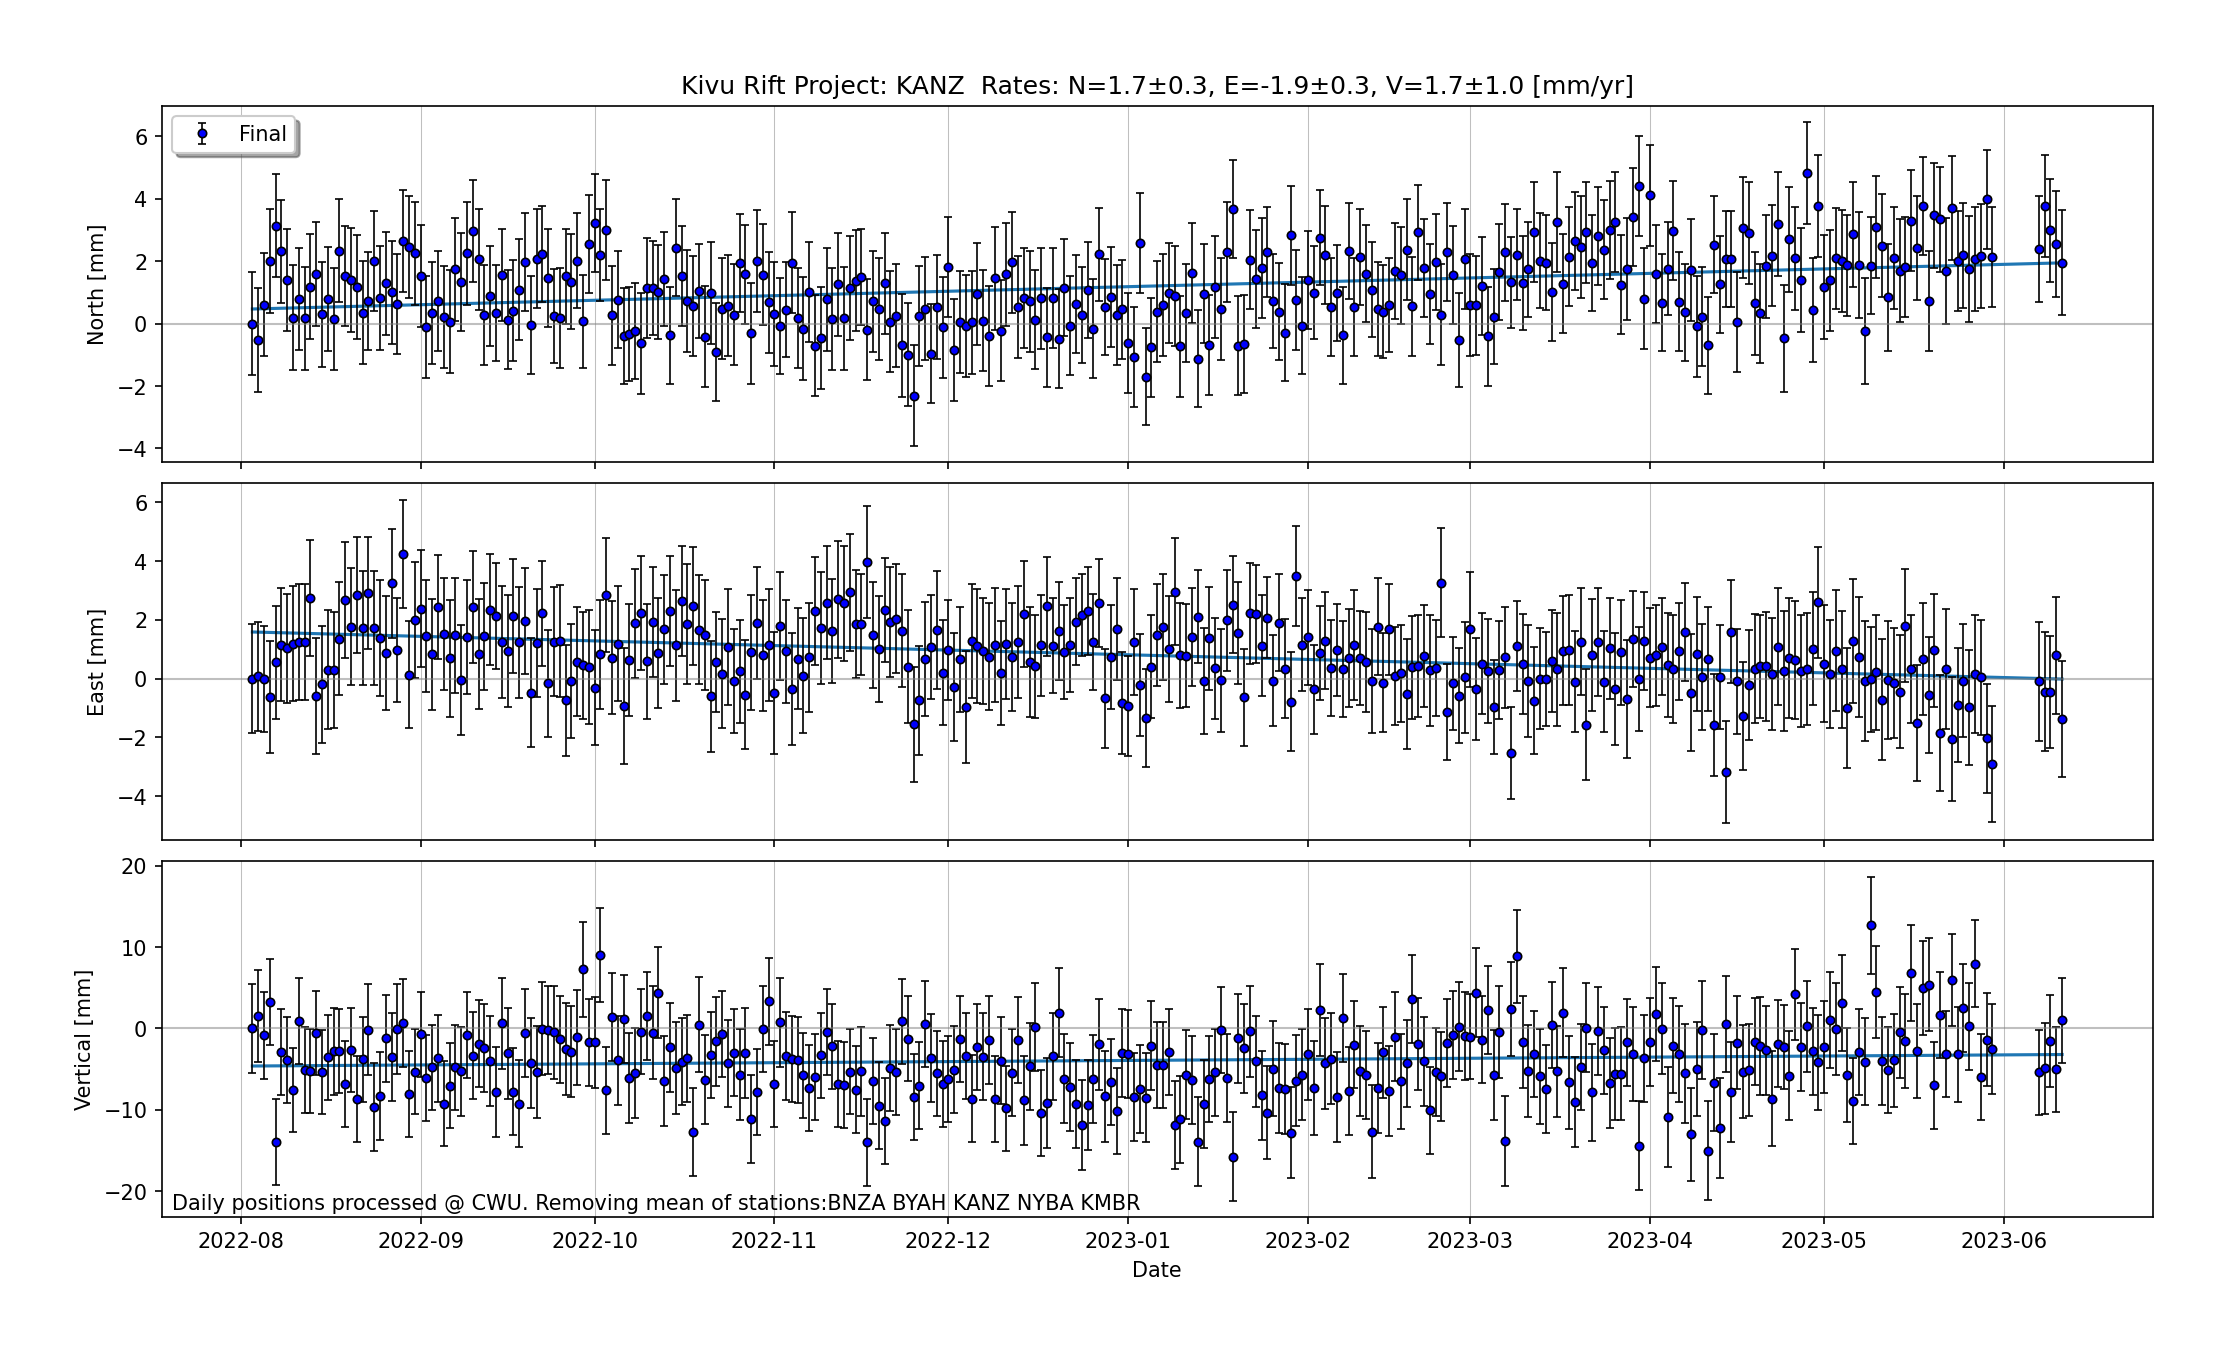 Kivu Rift Project: KANZ  Rates: N=1.7±0.3, E=-1.9±0.3, V=1.7±1.0 [mm/yr]
Final
North [mm]
6
4
2
0
−2
−4
East [mm]
6
4
2
0
−2
−4
Vertical [mm]
20
10
0
−10
−20
Daily positions processed @ CWU. Removing mean of stations:BNZA BYAH KANZ NYBA KMBR
2022-08 2022-09 2022-10 2022-11 2022-12 2023-01 2023-02 2023-03 2023-04 2023-05 2023-06
Date